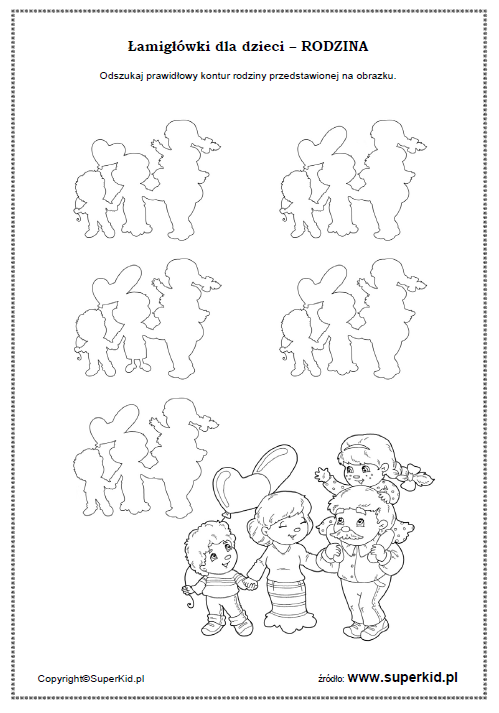 Łamigłówki dla dzieci – RODZINA
Odszukaj prawidłowy kontur rodziny przedstawionej na obrazku.
Copyright©SuperKid.pl
źródło: www.superkid.pl